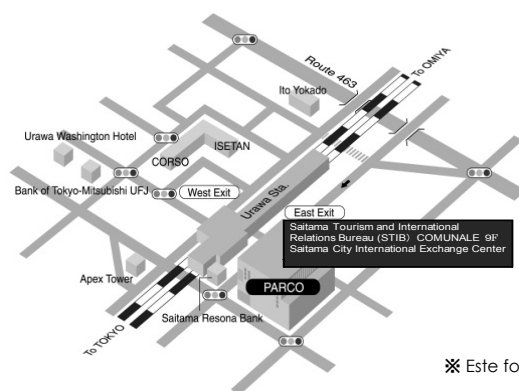 Route 463
To OMIYA
Ito Yokado
Urawa Washington Hotel
ISETAN
CORSO
Bank of Tokyo-Mitsubishi UFJ
West Exit
Urawa Sta.
East Exit
Saitama Tourism and International
Relations Bureau (STIB) COMUNALE 9F
Saitama City International Exchange Center
Apex Tower
PARCO
Saitama Resona Bank
To TOKYO
※ Este fo